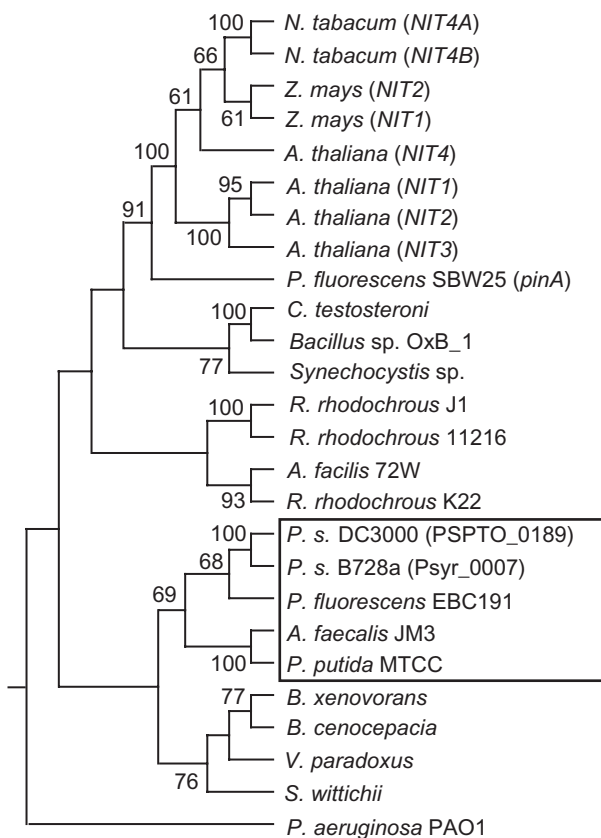 100
N. tabacum (NIT4A)
N. tabacum (NIT4B)
66
Z. mays (NIT2)
61
Z. mays (NIT1)
61
A. thaliana (NIT4)
100
95
A. thaliana (NIT1)
A. thaliana (NIT2)
91
100
A. thaliana (NIT3)
P. fluorescens SBW25 (pinA)
100
C. testosteroni
Bacillus sp. OxB_1
77
Synechocystis sp.
100
R. rhodochrous J1
R. rhodochrous 11216
A. facilis 72W
93
R. rhodochrous K22
100
P. s. DC3000 (PSPTO_0189)
68
P. s. B728a (Psyr_0007)
P. fluorescens EBC191
69
A. faecalis JM3
100
P. putida MTCC
77
B. xenovorans
B. cenocepacia
V. paradoxus
76
S. wittichii
P. aeruginosa PAO1